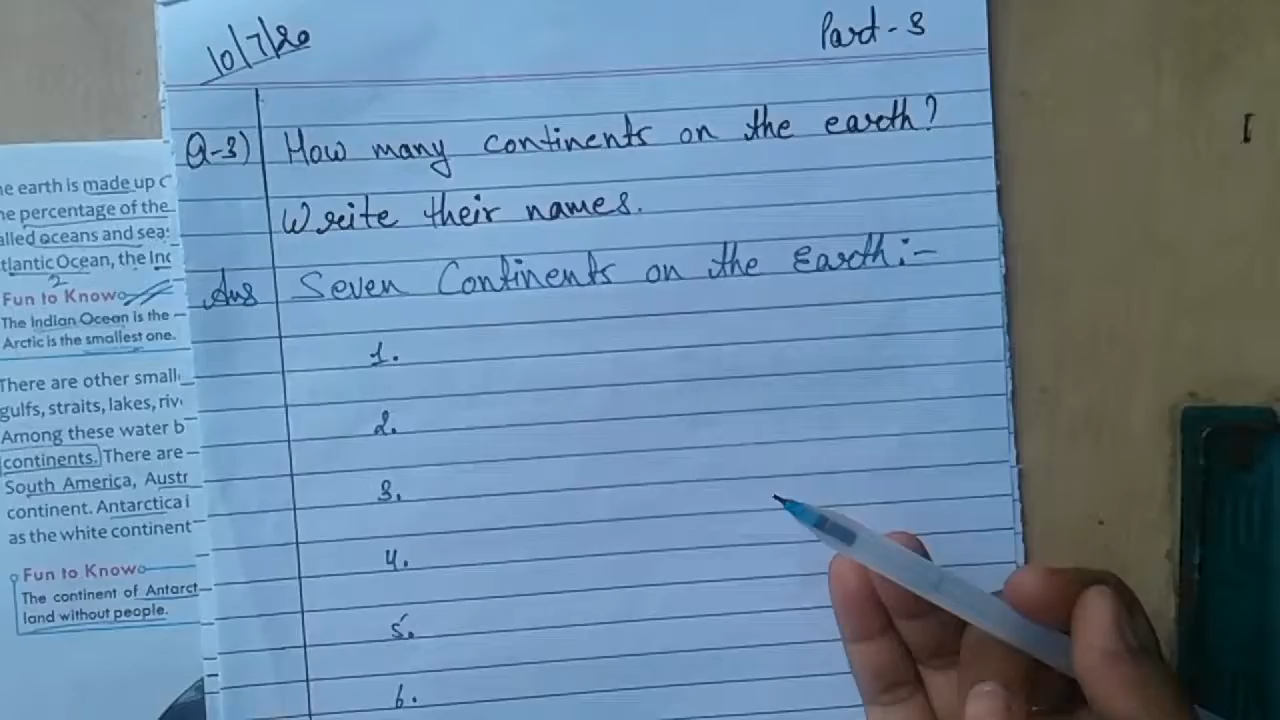 10/7/20
Part-3
Q-3) How many continents on the earth?
Write their names.
Ans Seven Continents on the Earth:-
1.
2.
3.
4.
5.
6.
he earth is made up
he percentage of the
alled oceans and sea
tlantic Ocean, the Ind
2
Fun to Know
The Indian Ocean is the
Arctic is the smallest one.
There are other small
gulfs, straits, lakes, riv
Among these water b
continents. There are
South America, Austr
continent. Antarctica i
as the white continent
Fun to Know
The continent of Antarct
land without people.